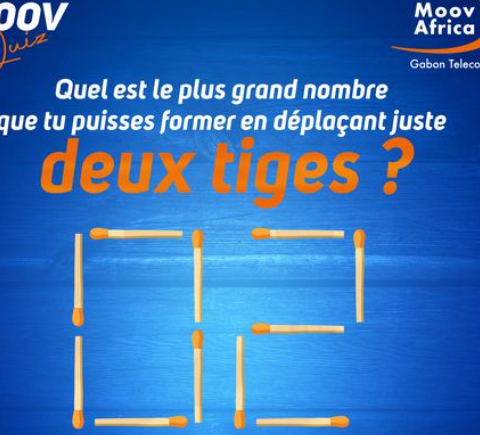 OOV
Quiz
Moov
Africa
Gabon Teleco
Quel est le plus grand nombre
que tu puisses former en déplaçant juste
deux tiges ?